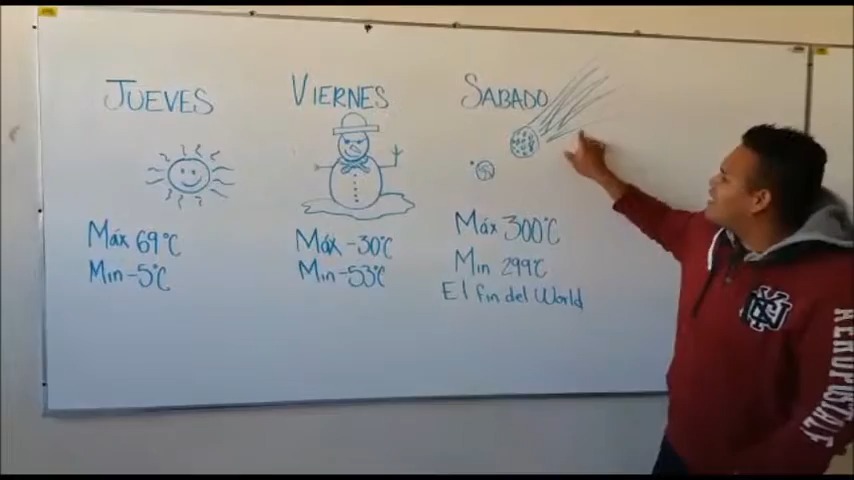 JUEVES
Máx 69°C
Min -5°C
VIERNES
Máx -30°C
Min -53°C
SABADO
Máx 300°C
Min 299°C
El fin del World
AEROPOSTALE